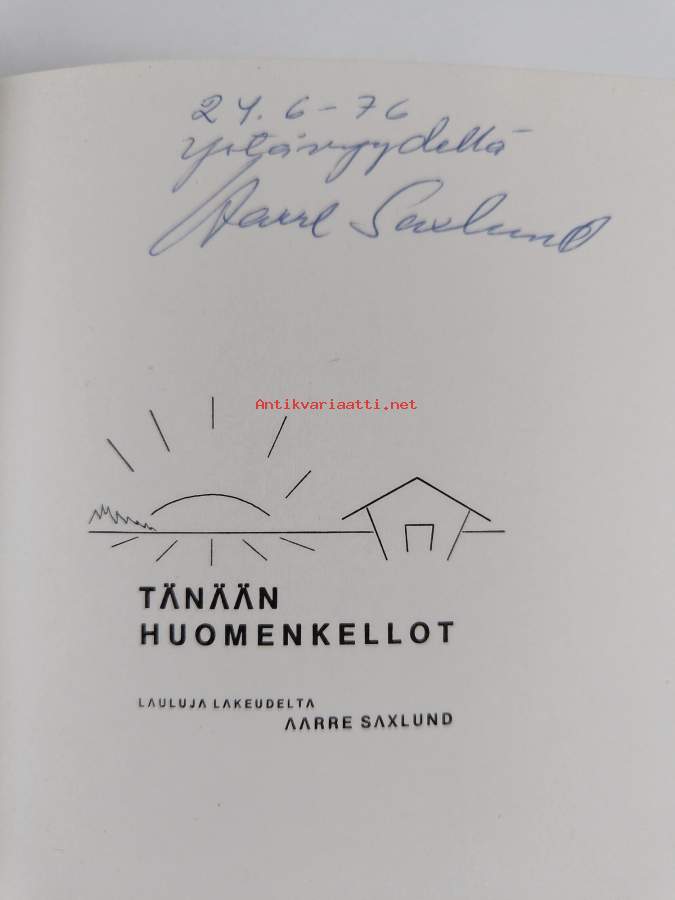 24. 6 - 76
ystävyydellä
Aarre Saxlund
Antikvariaatti.net
TÄNÄÄN
HUOMENKELLOT
LAULUJA LAKEUDELTA
AARRE SAXLUND